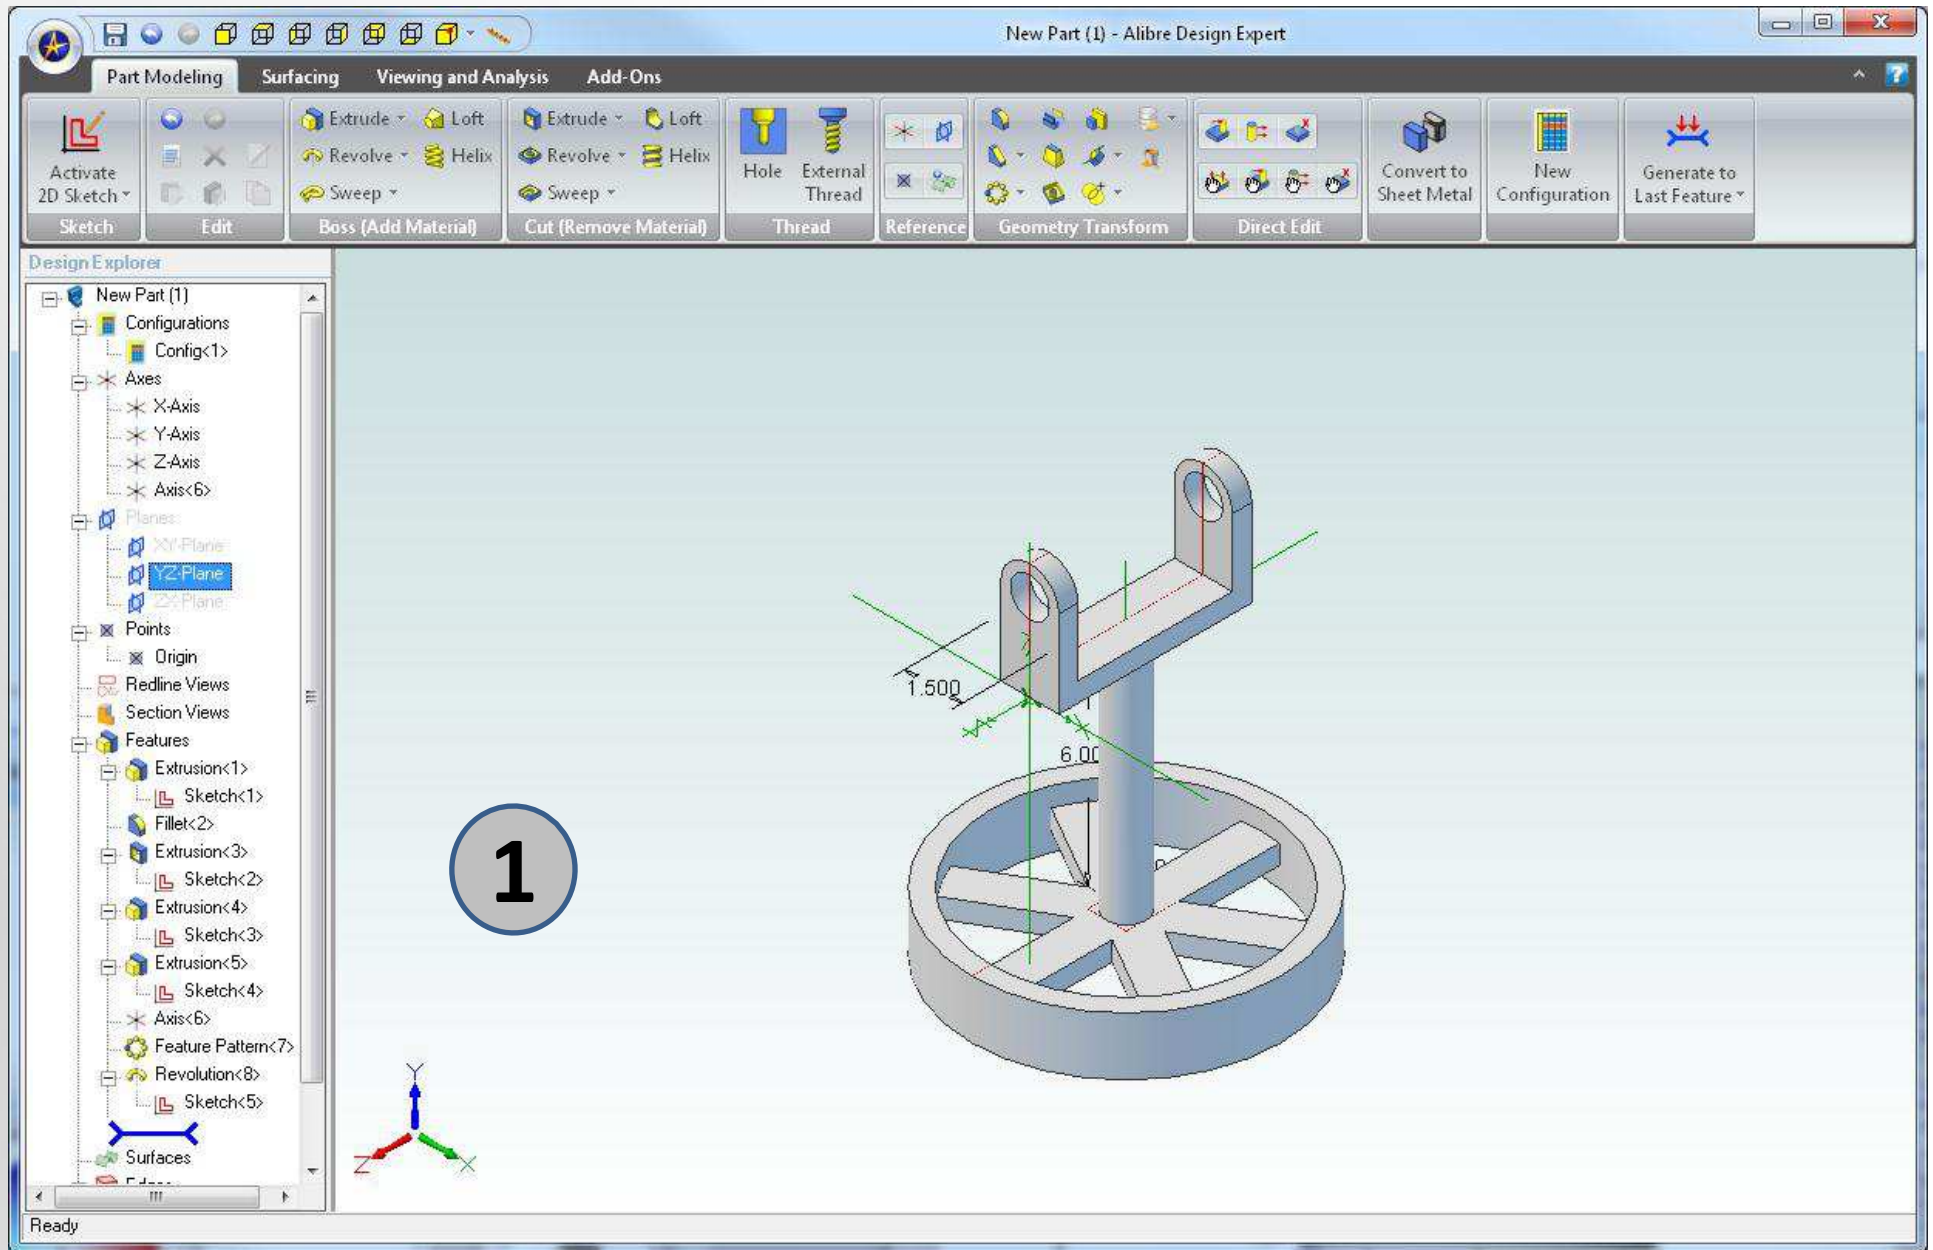 New Part (1) - Alibre Design Expert
Part Modeling Surfacing Viewing and Analysis Add-Ons
Activate
2D Sketch
Sketch
Edit
Extrude Loft
Revolve Helix
Sweep
Boss (Add Material)
Extrude Loft
Revolve Helix
Sweep
Cut (Remove Material)
Hole
External
Thread
Thread
Reference
Geometry Transform
Direct Edit
Convert to
Sheet Metal
New
Configuration
Generate to
Last Feature
Design Explorer
New Part (1)
Configurations
Config<1>
Axes
X-Axis
Y-Axis
Z-Axis
Axis<6>
Planes
XY-Plane
YZ-Plane
ZX-Plane
Points
Origin
Redline Views
Section Views
Features
Extrusion<1>
Sketch<1>
Fillet<2>
Extrusion<3>
Sketch<2>
Extrusion<4>
Sketch<3>
Extrusion<5>
Sketch<4>
Axis<6>
Feature Pattern<7>
Revolution<8>
Sketch<5>
Surfaces
1.500
6.00
1
Y
Z
X
Ready